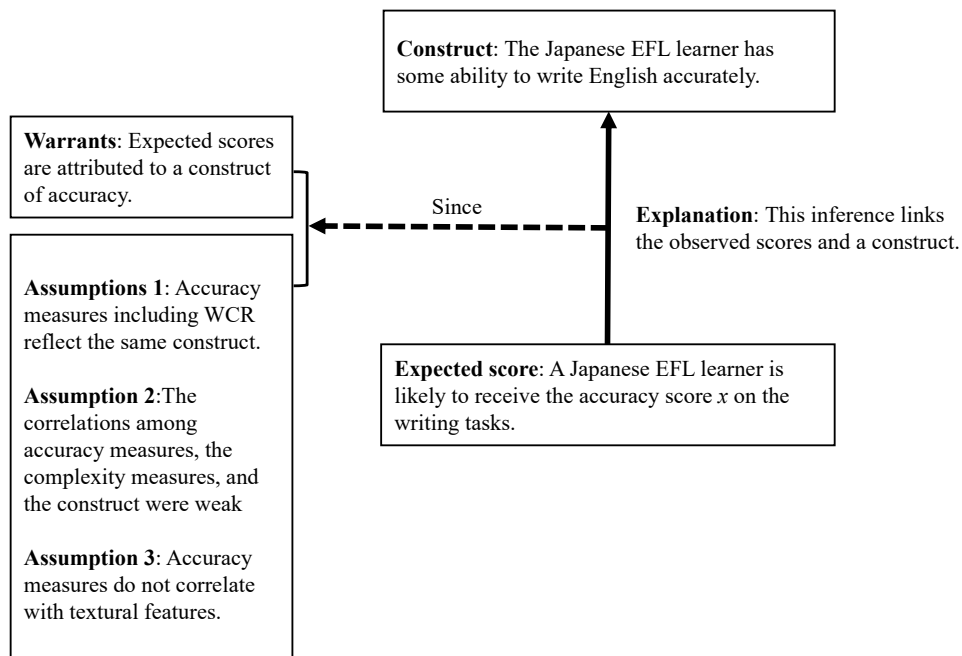 Construct: The Japanese EFL learner has
some ability to write English accurately.
Warrants: Expected scores
are attributed to a construct
of accuracy.
Since
Explanation: This inference links
the observed scores and a construct.
Assumptions 1: Accuracy
measures including WCR
reflect the same construct.
Assumption 2:The
correlations among
accuracy measures, the
complexity measures, and
the construct were weak
Assumption 3: Accuracy
measures do not correlate
with textural features.
Expected score: A Japanese EFL learner is
likely to receive the accuracy score x on the
writing tasks.